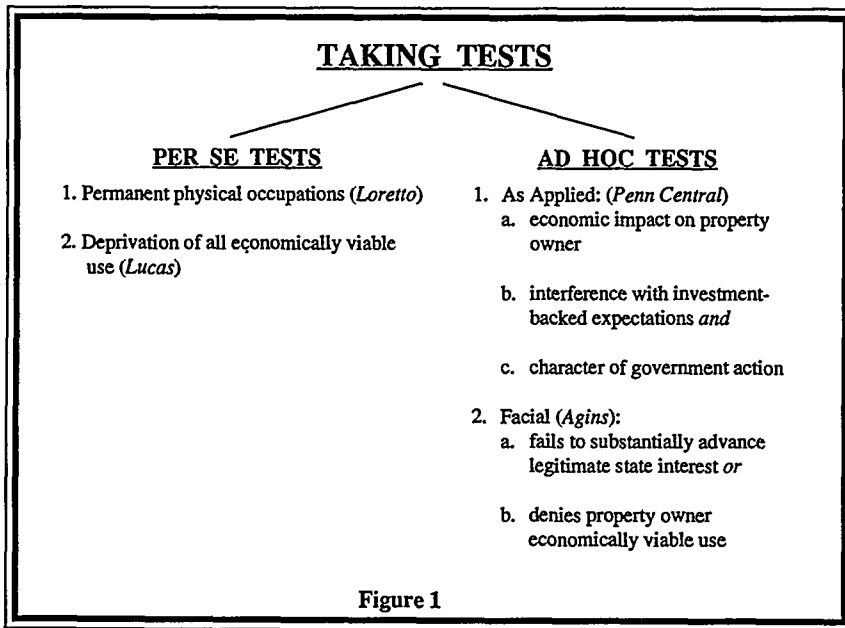 TAKING TESTS
PER SE TESTS
1. Permanent physical occupations (Loretto)
2. Deprivation of all economically viable
use (Lucas)
AD HOC TESTS
1. As Applied: (Penn Central)
a. economic impact on property
owner
b. interference with investment-
backed expectations and
c. character of government action
2. Facial (Agins):
a. fails to substantially advance
legitimate state interest or
b. denies property owner
economically viable use
Figure 1